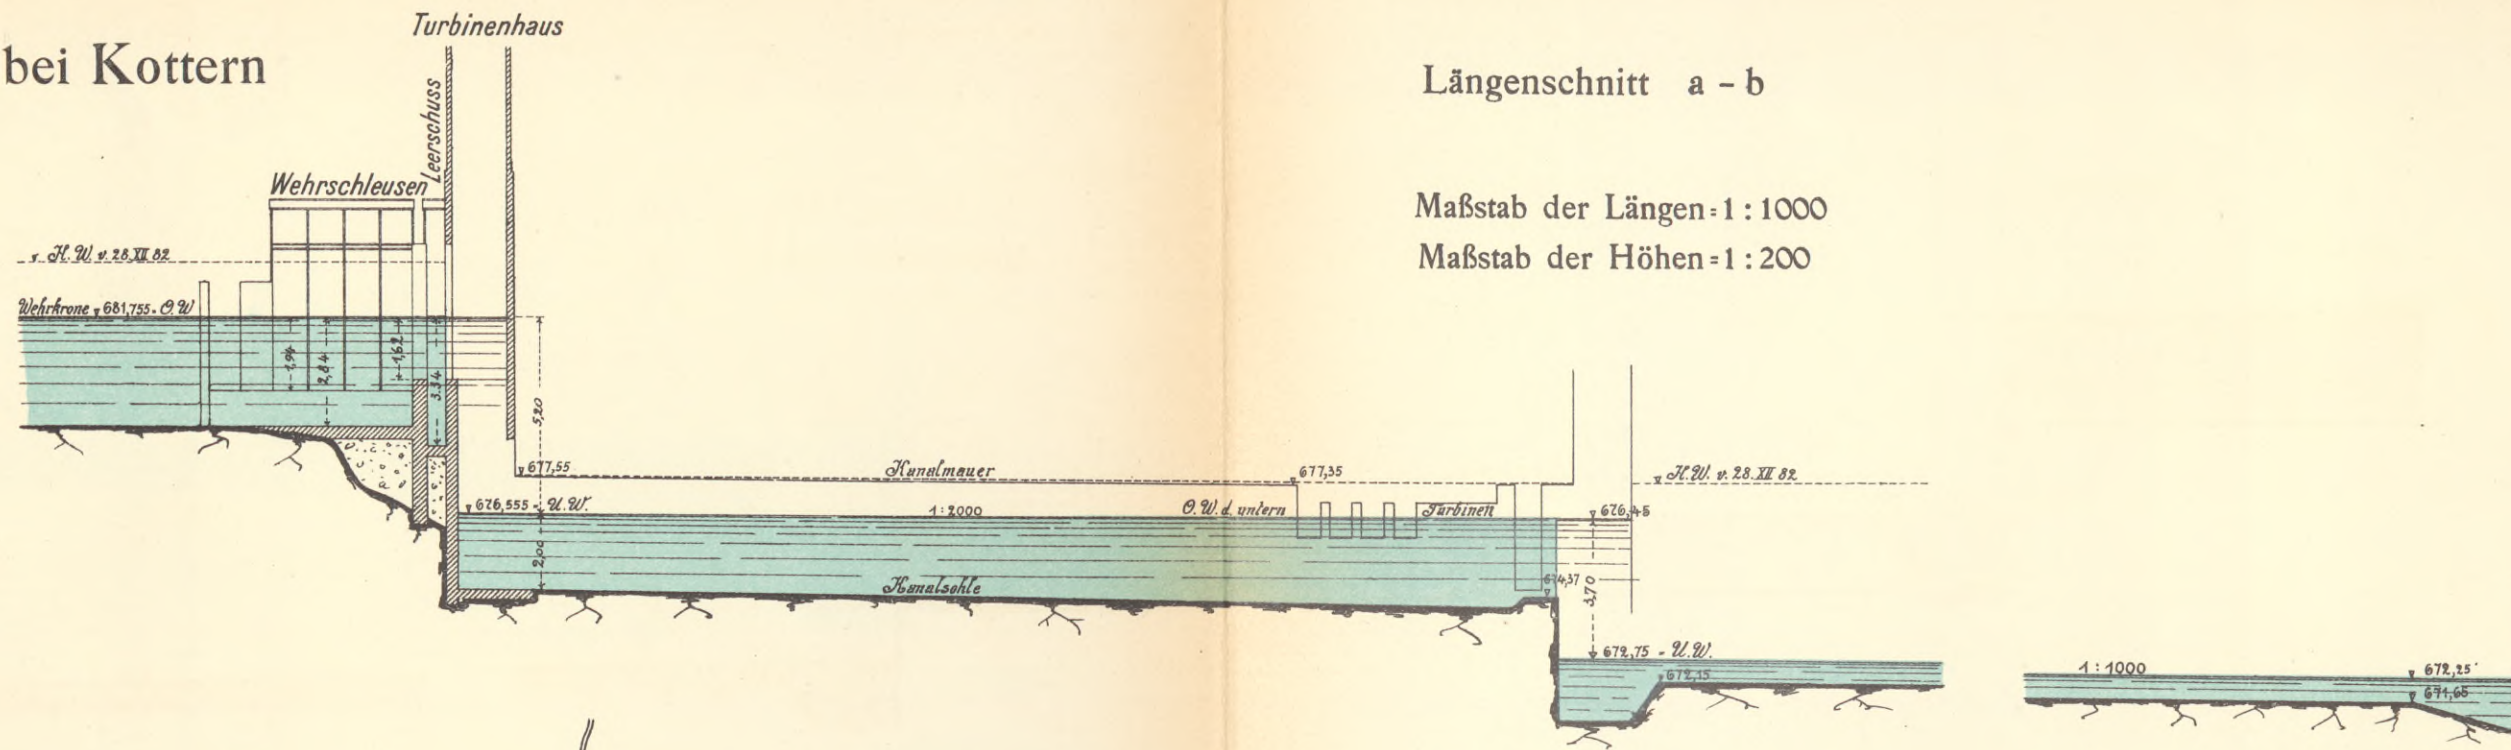 bei Kottern
Turbinenhaus
Leerschuss
Wehrschleusen
Längenschnitt a - b
Maßstab der Längen = 1 : 1000
Maßstab der Höhen = 1 : 200
H. W. v. 28. XII 82
Wehrkrone 681,755 - O. W
1,94
2,84
1,62
3,34
5,20
677,55
Kanalmauer
677,35
H. W. v. 28. XII 82
676,555 - U. W.
1:2000
O. W. d. untern Turbinen
676,45
2,00
Kanalsohle
674,37
3,70
672,75 - U. W.
672,15
1:1000
672,25
671,65